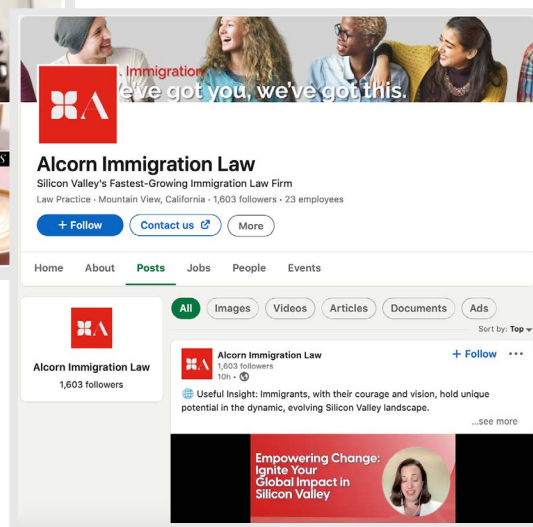 Immigration
e've got you, we've got this.
A
Alcorn Immigration Law
Silicon Valley's Fastest-Growing Immigration Law Firm
Law Practice · Mountain View, California · 1,603 followers · 23 employees
+ Follow
Contact us
More
Home About Posts Jobs People Events
All Images Videos Articles Documents Ads
Sort by: Top
A
Alcorn Immigration Law
1,603 followers
A
Alcorn Immigration Law
1,603 followers
10h ·
+ Follow ···
Useful Insight: Immigrants, with their courage and vision, hold unique
potential in the dynamic, evolving Silicon Valley landscape.
...see more
Empowering Change:
Ignite Your
Global Impact in
Silicon Valley